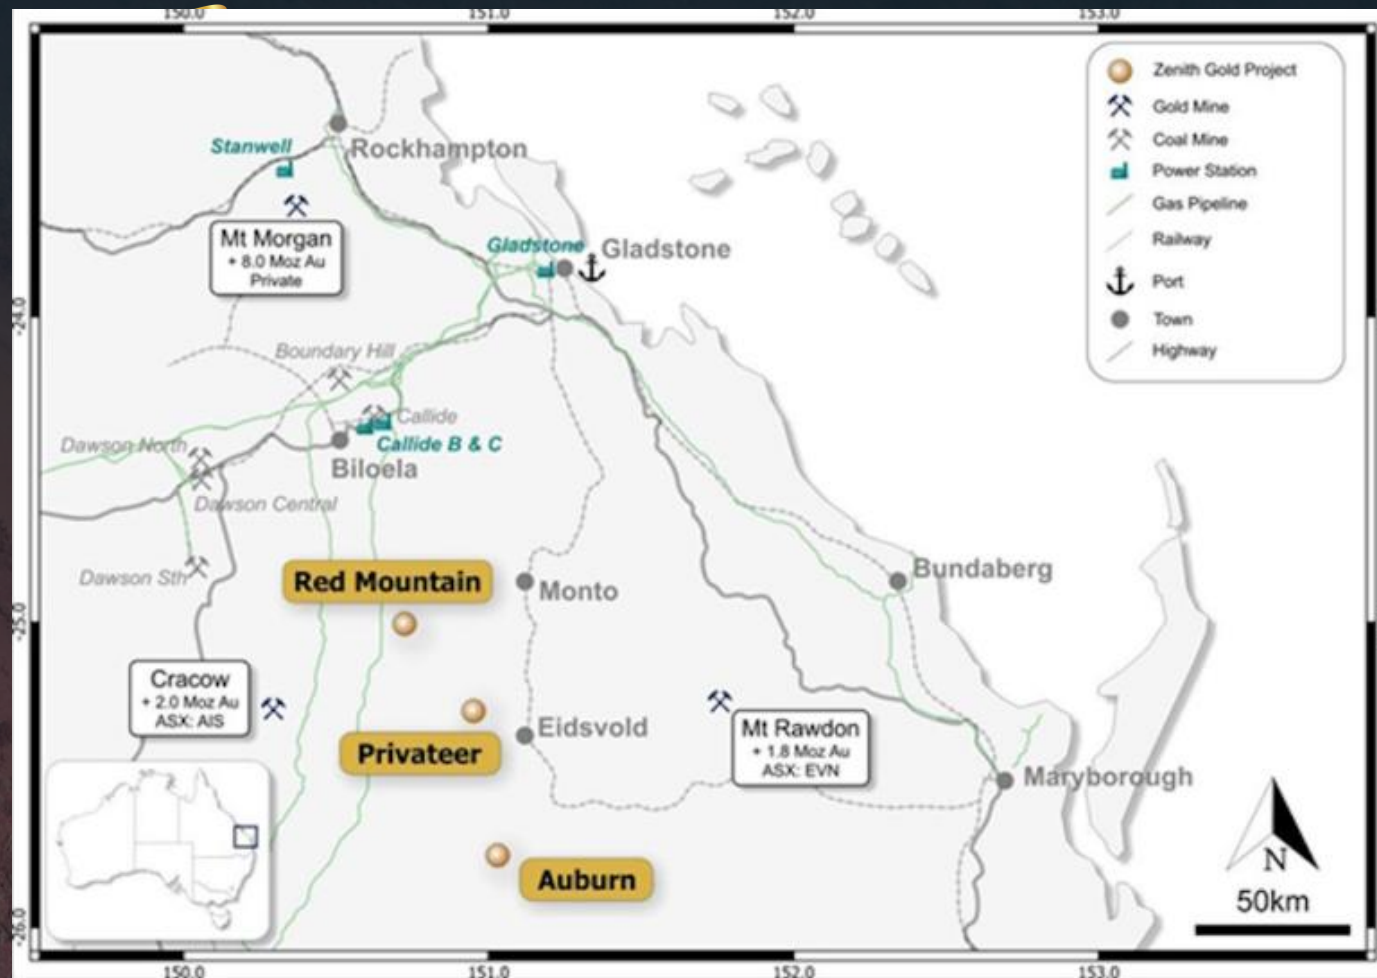 150.0
151.0
152.0
153.0
Zenith Gold Project
Gold Mine
Coal Mine
Power Station
Gas Pipeline
Railway
Port
Town
Highway
Stanwell
Rockhampton
Mt Morgan
+ 8.0 Moz Au
Private
Gladstone
Gladstone
-24.0
Boundary Hill
Callide
Callide B & C
Dawson North
Biloela
Dawson Central
Dawson Sth
Red Mountain
Monto
Bundaberg
-25.0
Cracow
+ 2.0 Moz Au
ASX: AIS
Privateer
Eidsvold
Mt Rawdon
+ 1.8 Moz Au
ASX: EVN
Maryborough
Auburn
N
50km
-26.0
150.0
151.0
152.0
153.0